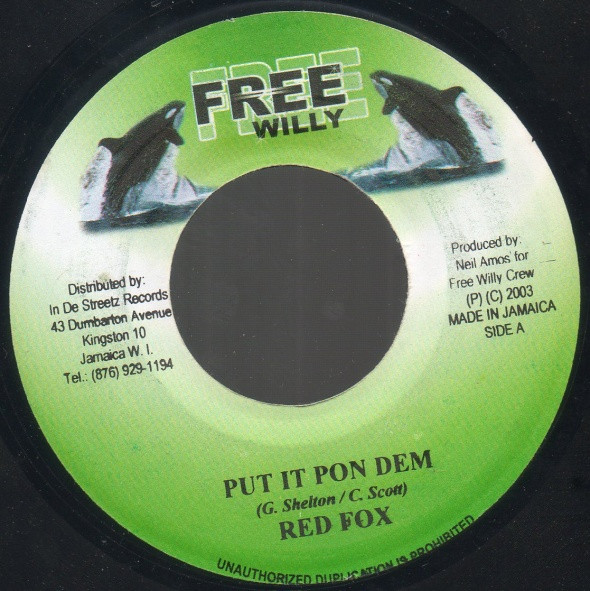 FREE
FREE
WILLY
Distributed by:
In De Streetz Records
43 Dumbarton Avenue
Kingston 10
Jamaica W. I.
Tel.: (876) 929-1194
Produced by:
Neil Amos' for
Free Willy Crew
(P) (C) 2003
MADE IN JAMAICA
SIDE A
PUT IT PON DEM
(G. Shelton / C. Scott)
RED FOX
UNAUTHORIZED DUPLICATION IS PROHIBITED